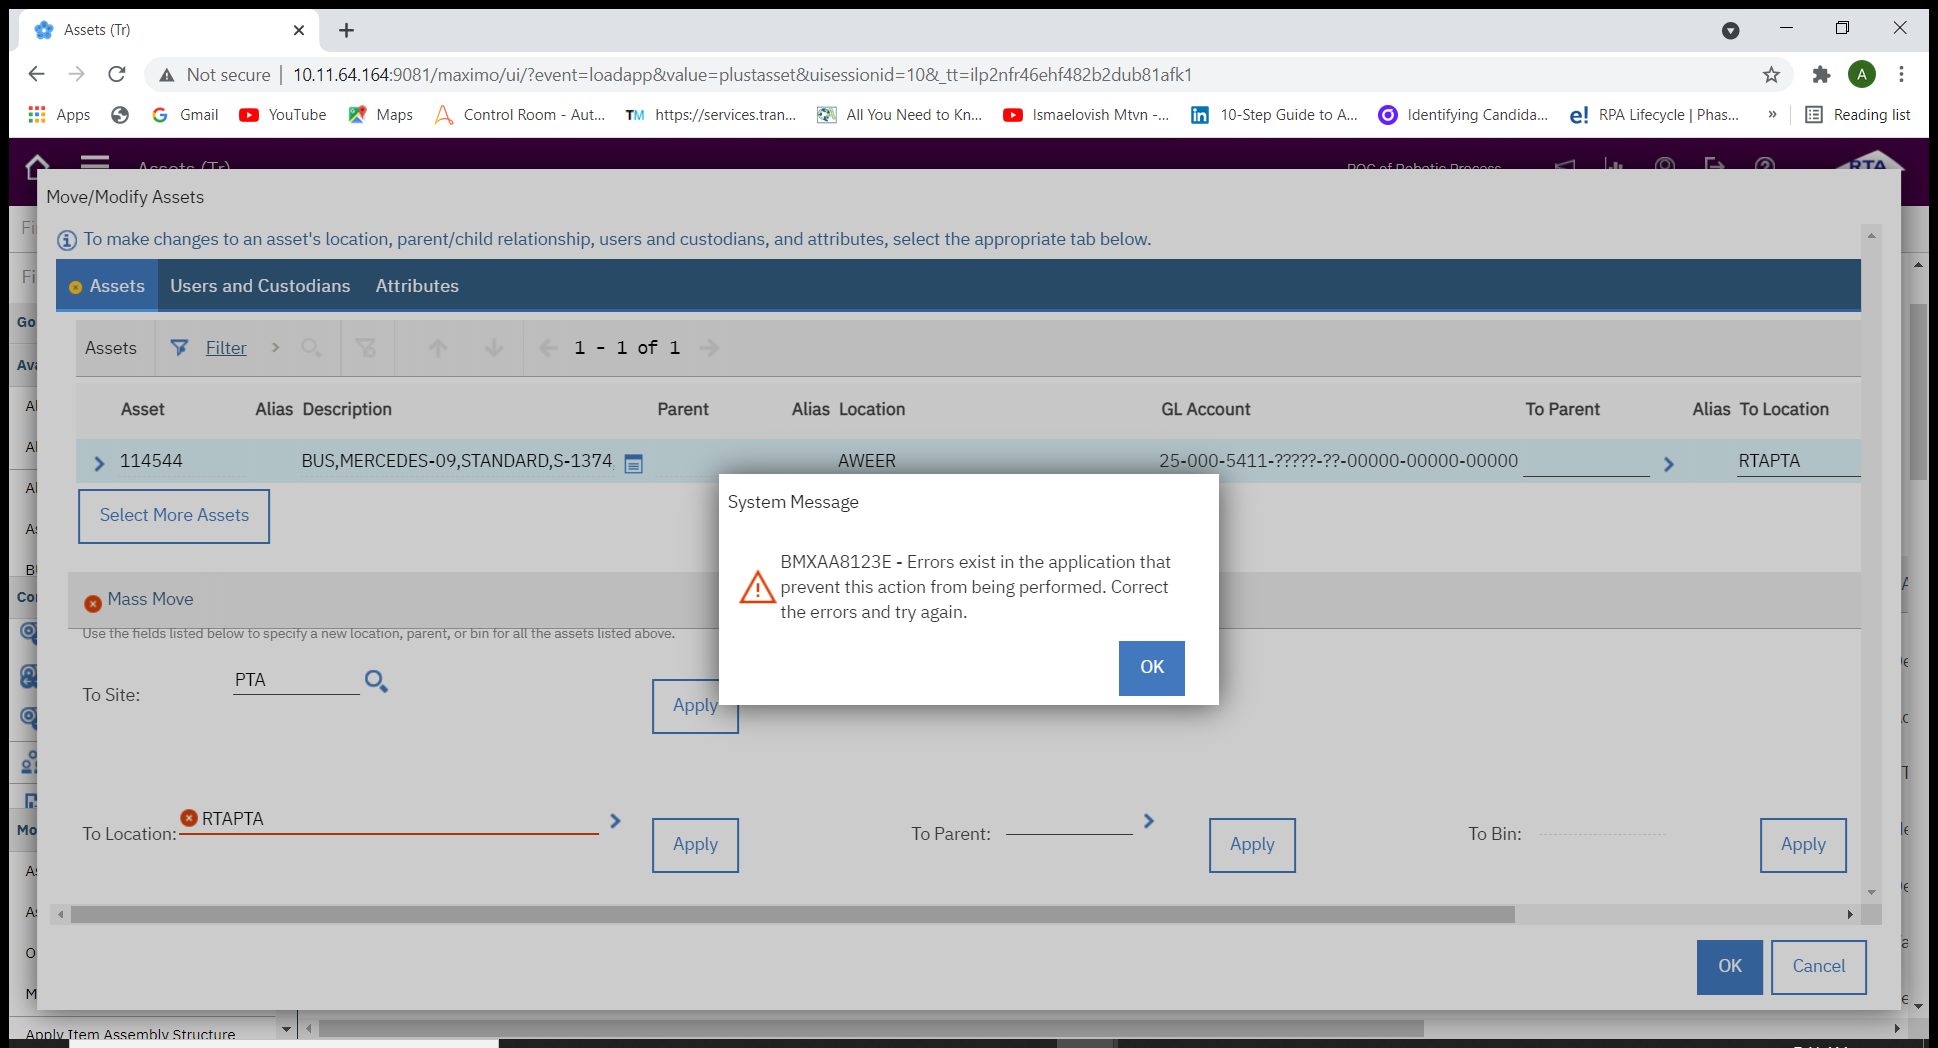 Assets (Tr)
Not secure | 10.11.64.164:9081/maximo/ui/?event=loadapp&value=plustasset&uisessionid=10&_tt=ilp2nfr46ehf482b2dub81afk1
A
Apps Gmail YouTube Maps Control Room - Aut... TM https://services.tran... All You Need to Kn... Ismaelovish Mtvn -... in 10-Step Guide to A... Identifying Candida... e! RPA Lifecycle | Phas... » Reading list
Assets (Tr) POC of Robotic Process RTA
Move/Modify Assets
To make changes to an asset's location, parent/child relationship, users and custodians, and attributes, select the appropriate tab below.
Assets Users and Custodians Attributes
Assets Filter 1 - 1 of 1
Asset Alias Description Parent Alias Location GL Account To Parent Alias To Location
114544 BUS,MERCEDES-09,STANDARD,S-1374 AWEER 25-000-5411-?????-??-00000-00000-00000 RTAPTA
Select More Assets
System Message
BMXAA8123E - Errors exist in the application that
prevent this action from being performed. Correct
the errors and try again.
OK
Mass Move
Use the fields listed below to specify a new location, parent, or bin for all the assets listed above.
To Site: PTA Apply
To Location: RTAPTA Apply To Parent: Apply To Bin: Apply
OK Cancel
Apply Item Assembly Structure